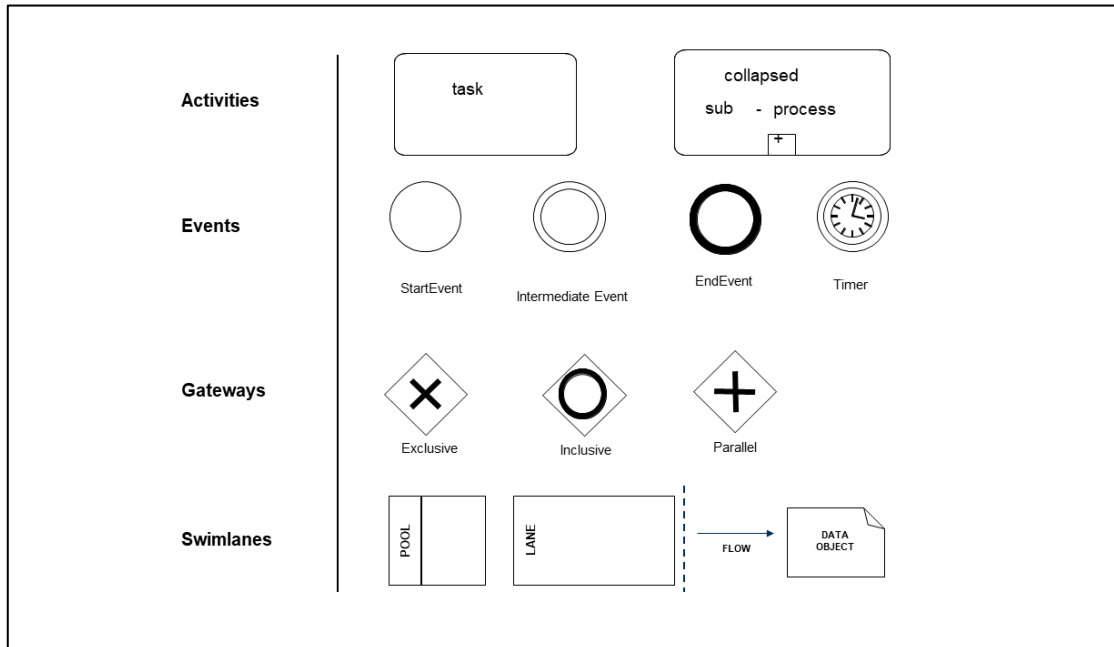 Activities
task
collapsed
sub - process
+
Events
StartEvent
Intermediate Event
EndEvent
Timer
Gateways
Exclusive
Inclusive
Parallel
Swimlanes
POOL
LANE
FLOW
DATA
OBJECT